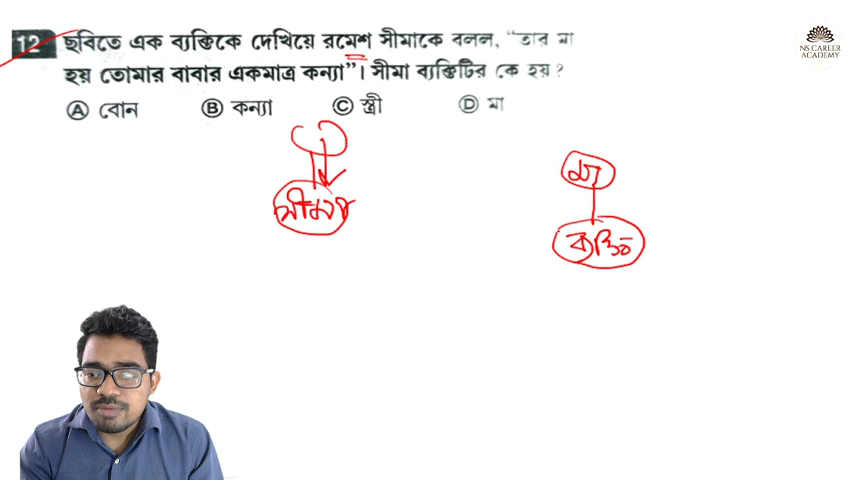 12 ছবিতে এক ব্যক্তিকে দেখিয়ে রমেশ সীমাকে বলল, “তার মা
হয় তোমার বাবার একমাত্র কন্যা”। সীমা ব্যক্তিটির কে হয়?
A বোন B কন্যা C স্ত্রী D মা
NS CAREER
ACADEMY
মা
সীমা
ব্যক্তি